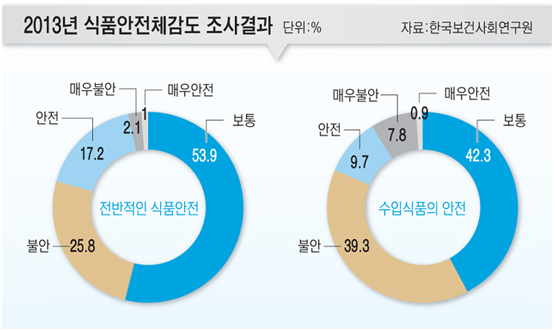 2013년 식품안전체감도 조사결과 단위:% 자료:한국보건사회연구원
매우불안 매우안전
안전 2.1 1 보통
17.2 53.9
전반적인 식품안전
불안 25.8
매우불안 0.9 매우안전
안전 7.8 보통
9.7 42.3
수입식품의 안전
불안 39.3